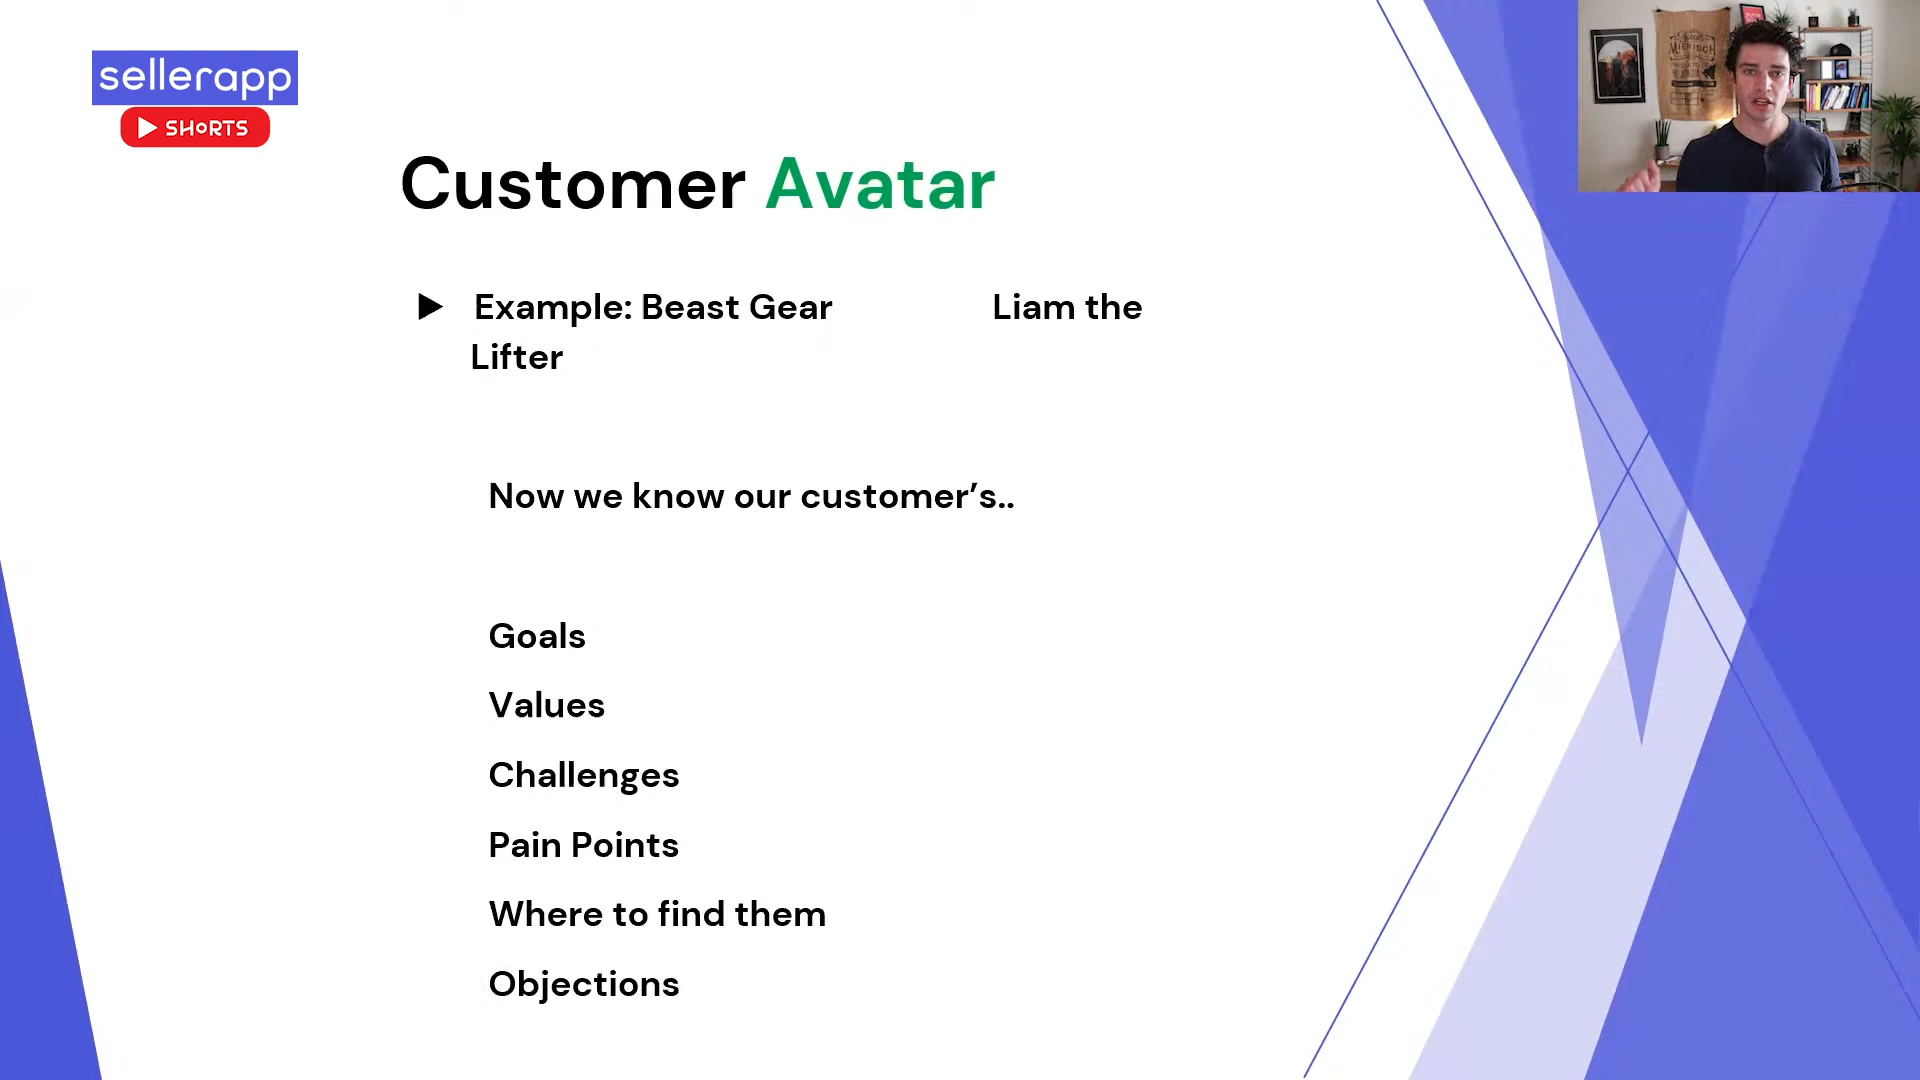 sellerapp
SHORTS
Customer Avatar
Example: Beast Gear Liam the
Lifter
Now we know our customer’s..
Goals
Values
Challenges
Pain Points
Where to find them
Objections
MIERISCH